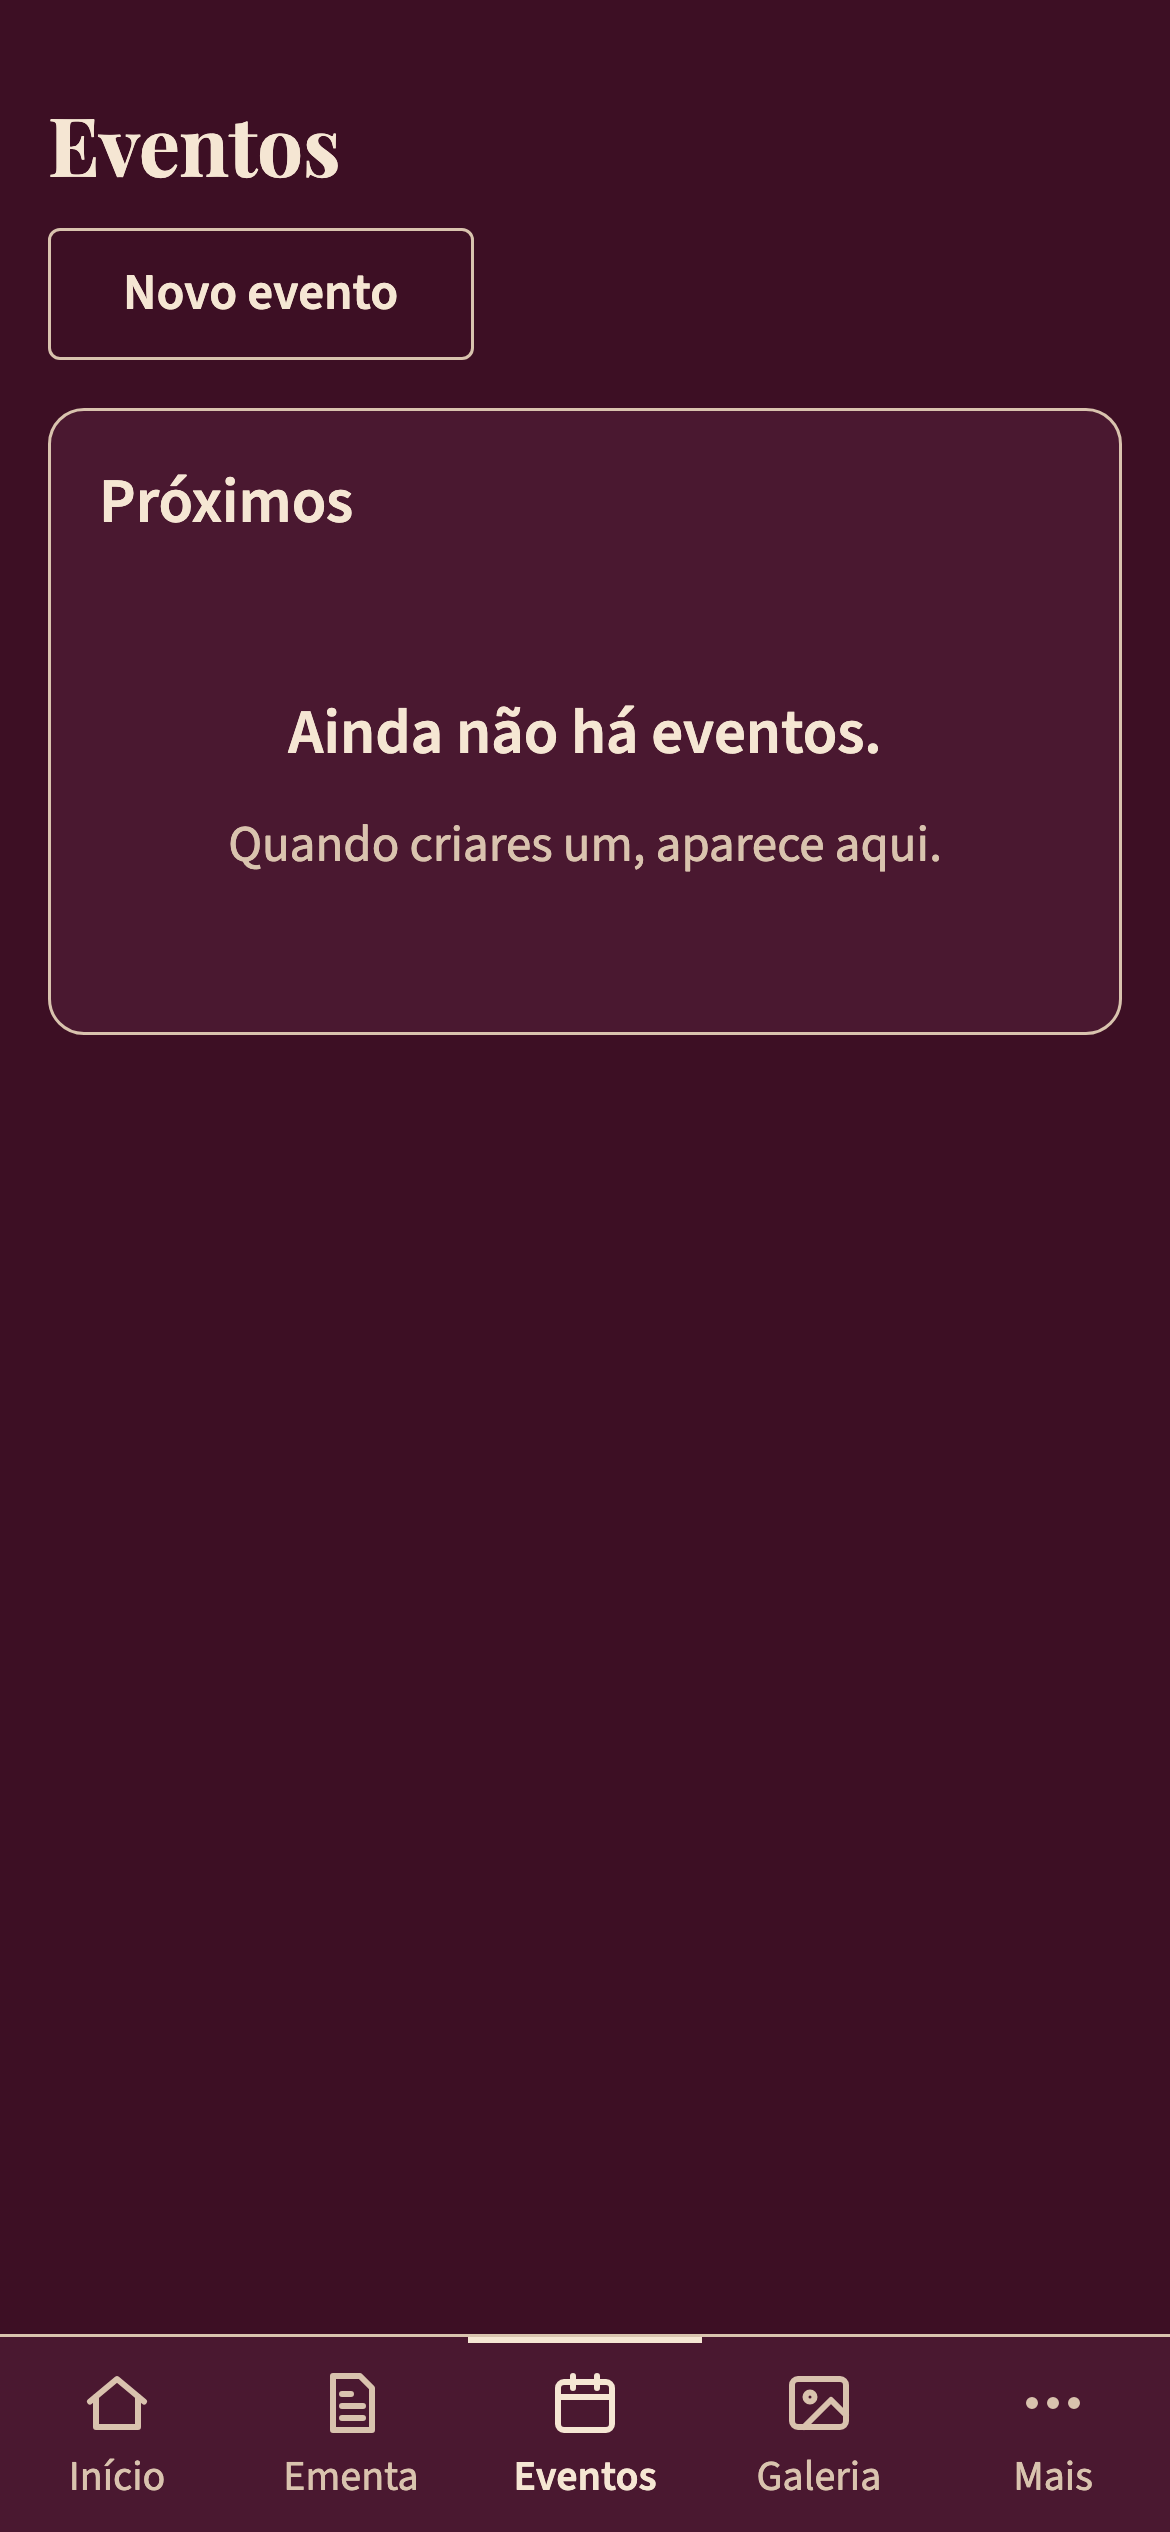 Eventos
Novo evento
Próximos
Ainda não há eventos.
Quando criares um, aparece aqui.
Início
Ementa
Eventos
Galeria
Mais